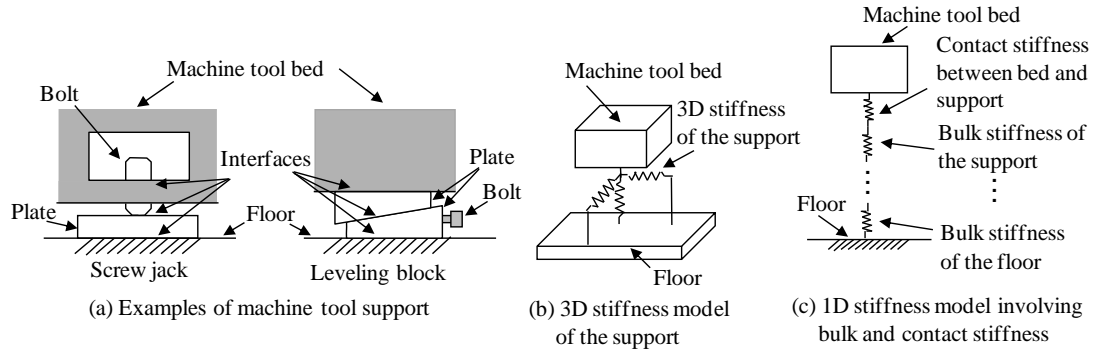 Machine tool bed
Bolt
Interfaces
Plate
Bolt
Plate
Floor
Screw jack
Leveling block
(a) Examples of machine tool support
Machine tool bed
3D stiffness
of the support
Floor
(b) 3D stiffness model
of the support
Machine tool bed
Contact stiffness
between bed and
support
Bulk stiffness of
the support
Floor
Bulk stiffness
of the floor
(c) 1D stiffness model involving
bulk and contact stiffness